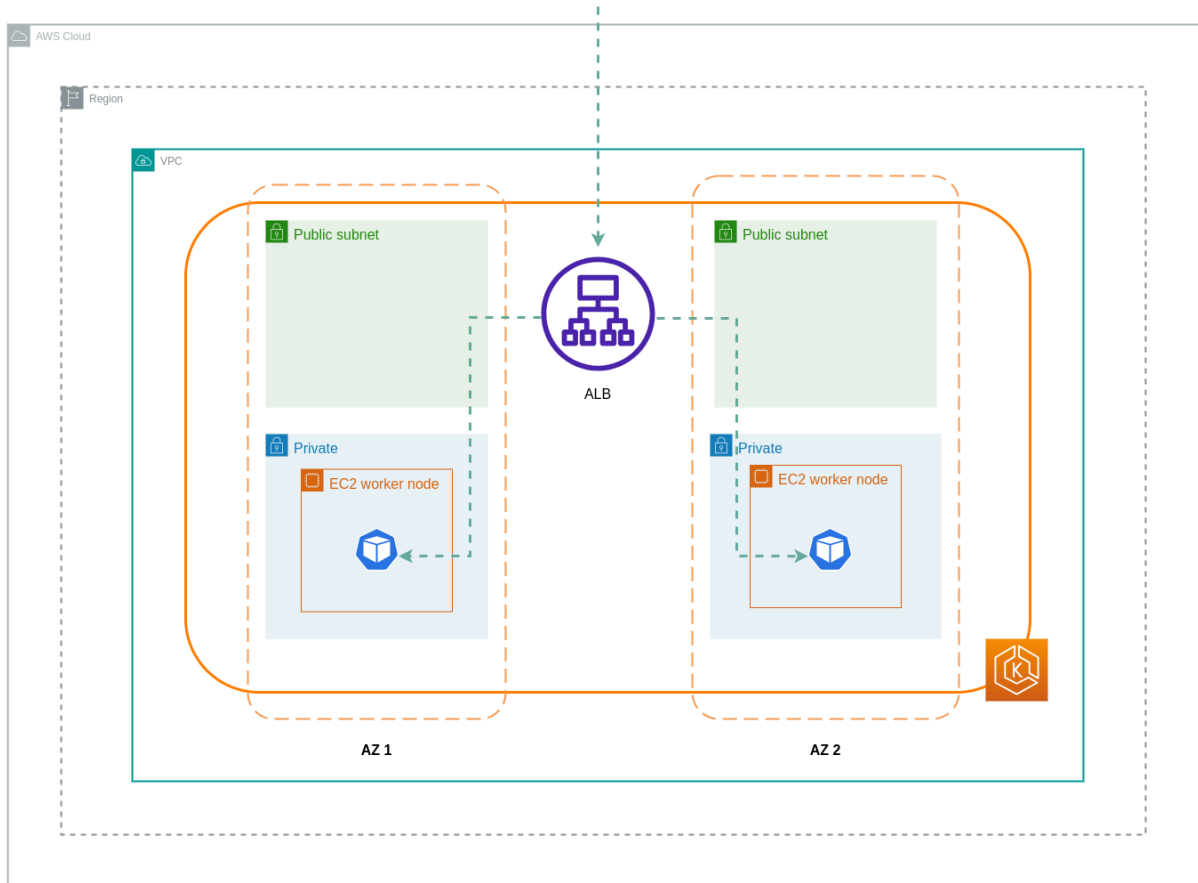 AWS Cloud
Region
VPC
Public subnet
Public subnet
ALB
Private
Private
EC2 worker node
EC2 worker node
K
AZ 1
AZ 2